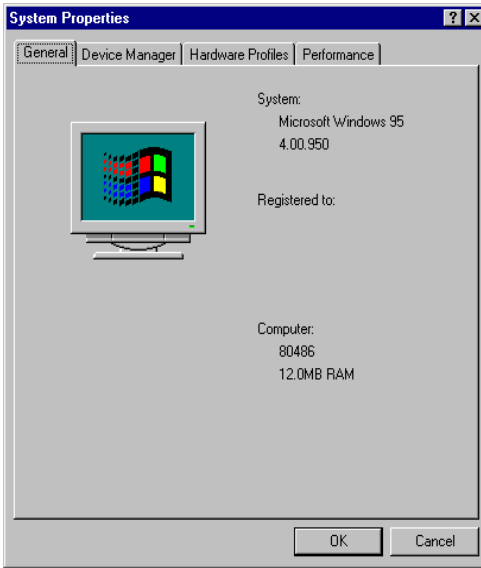 System Properties
General Device Manager Hardware Profiles Performance
System:
Microsoft Windows 95
4.00.950
Registered to:
Computer:
80486
12.0MB RAM
OK Cancel